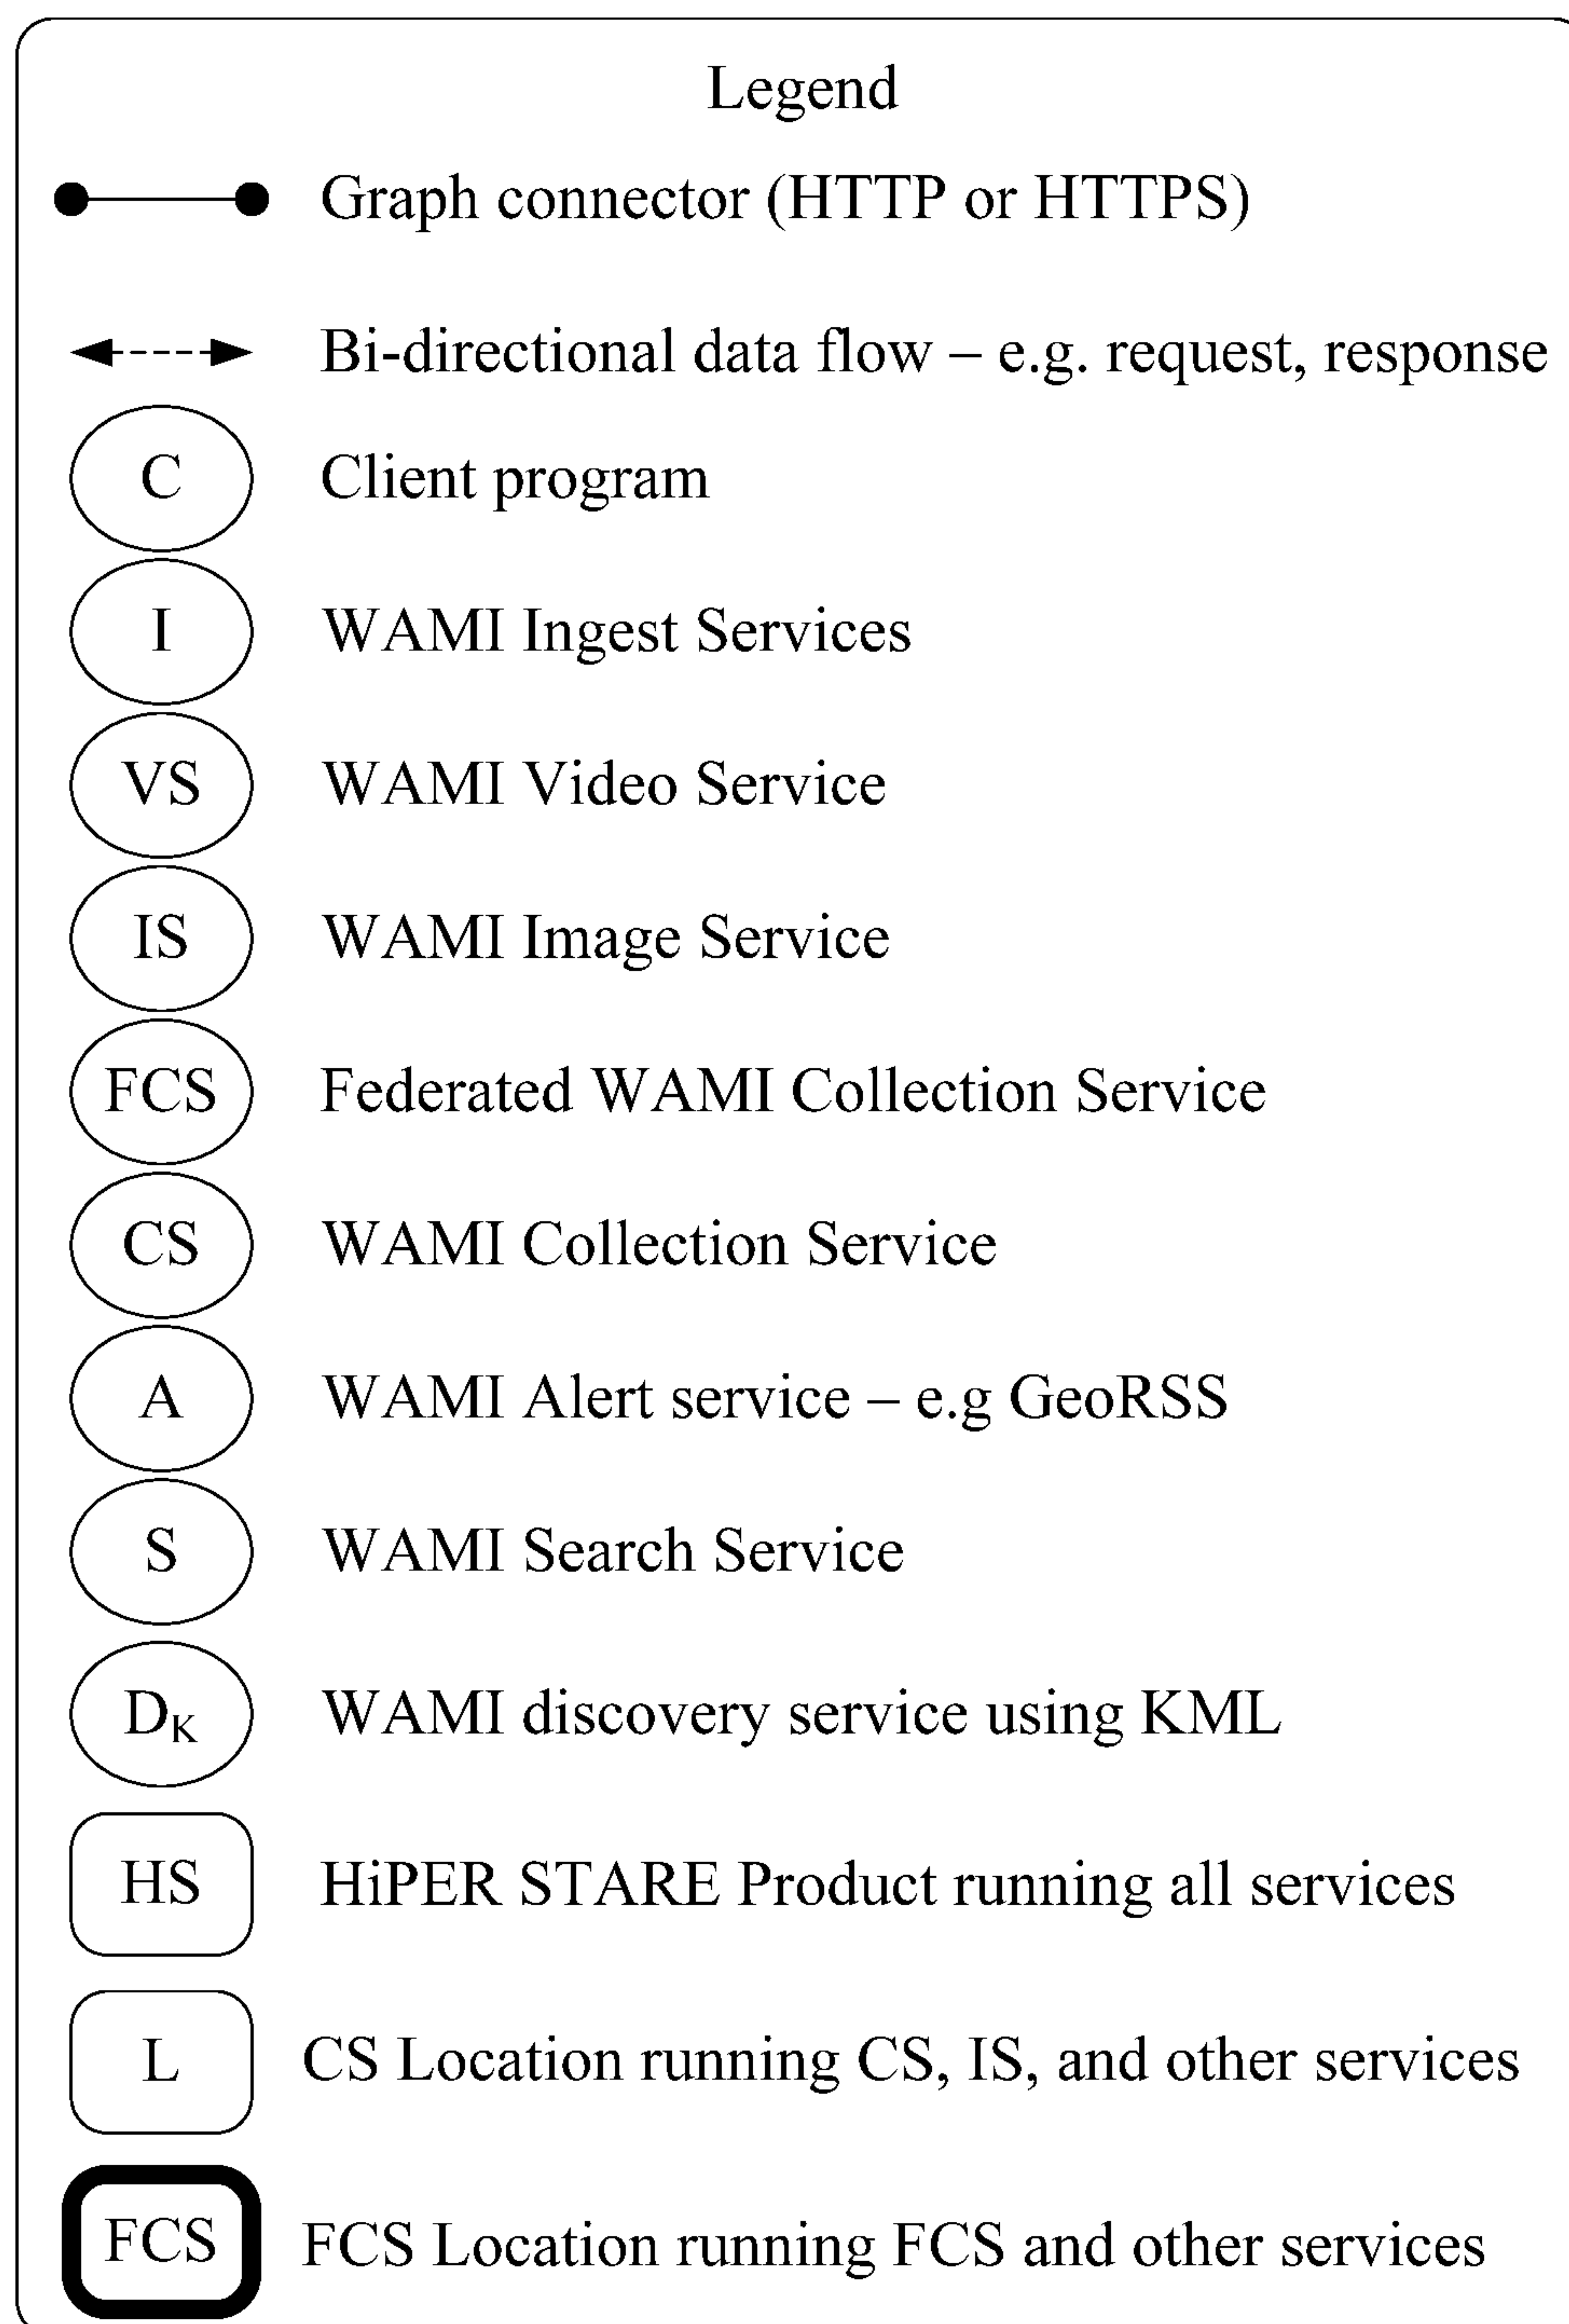 Legend
Graph connector (HTTP or HTTPS)
Bi-directional data flow – e.g. request, response
C Client program
I WAMI Ingest Services
VS WAMI Video Service
IS WAMI Image Service
FCS Federated WAMI Collection Service
CS WAMI Collection Service
A WAMI Alert service – e.g GeoRSS
S WAMI Search Service
DK WAMI discovery service using KML
HS HiPER STARE Product running all services
L CS Location running CS, IS, and other services
FCS FCS Location running FCS and other services